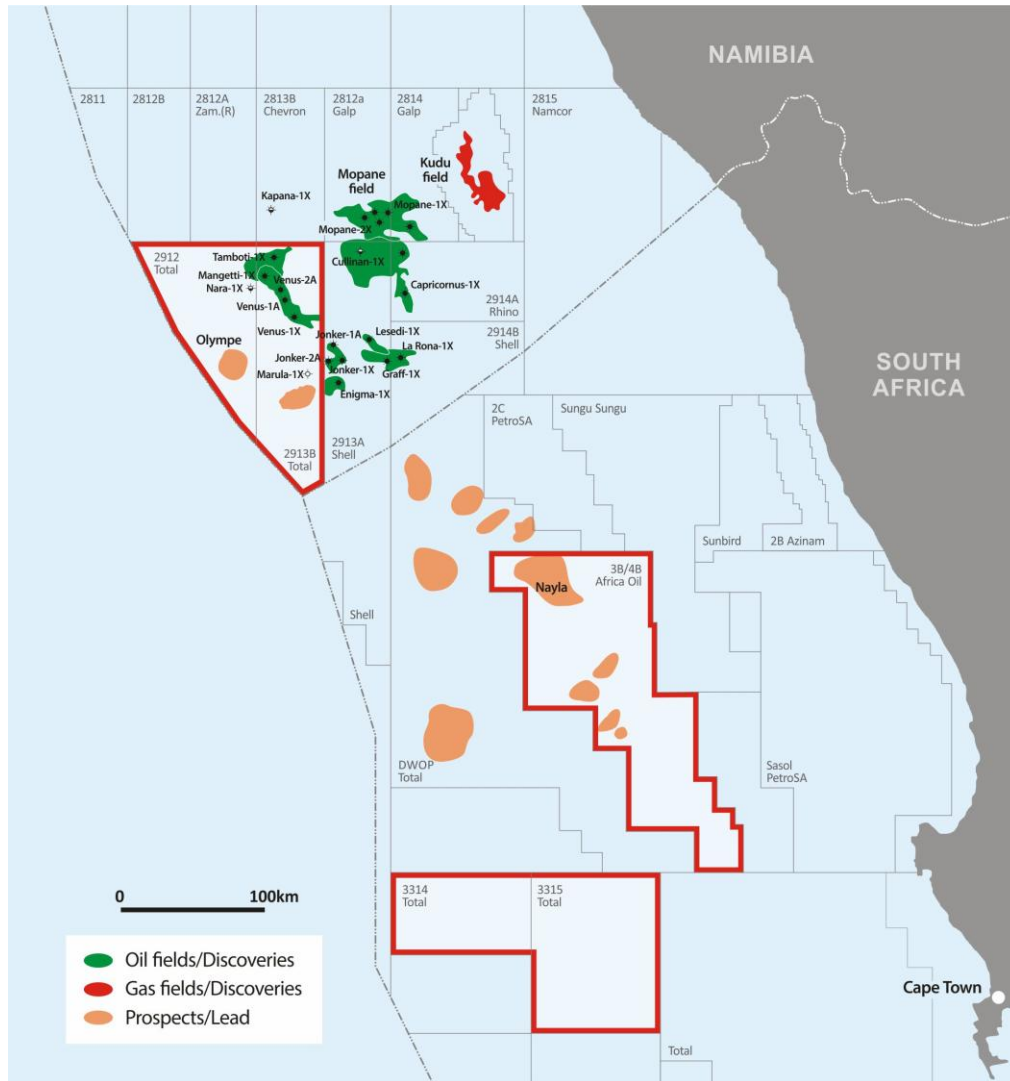 NAMIBIA
2811
2812B
2812A
Zam.(R)
2813B
Chevron
2812a
Galp
2814
Galp
2815
Namcor
Kudu
field
Mopane
field
Kapana-1X
Mopane-1X
Mopane-2X
2912
Total
Tamboti-1X
Cullinan-1X
Mangetti-1X
Venus-2A
Nara-1X
Capricornus-1X
Venus-1A
2914A
Rhino
Venus-1X
Jonker-1A
Lesedi-1X
2914B
Shell
Olympe
La Rona-1X
Jonker-2A
Marula-1X
Jonker-1X
Graff-1X
Enigma-1X
SOUTH
AFRICA
2C
PetroSA
Sungu Sungu
2913B
Total
2913A
Shell
Sunbird
2B Azinam
3B/4B
Africa Oil
Nayla
Shell
DWOP
Total
Sasol
PetroSA
3314
Total
3315
Total
0
100km
Oil fields/Discoveries
Gas fields/Discoveries
Prospects/Lead
Cape Town
Total